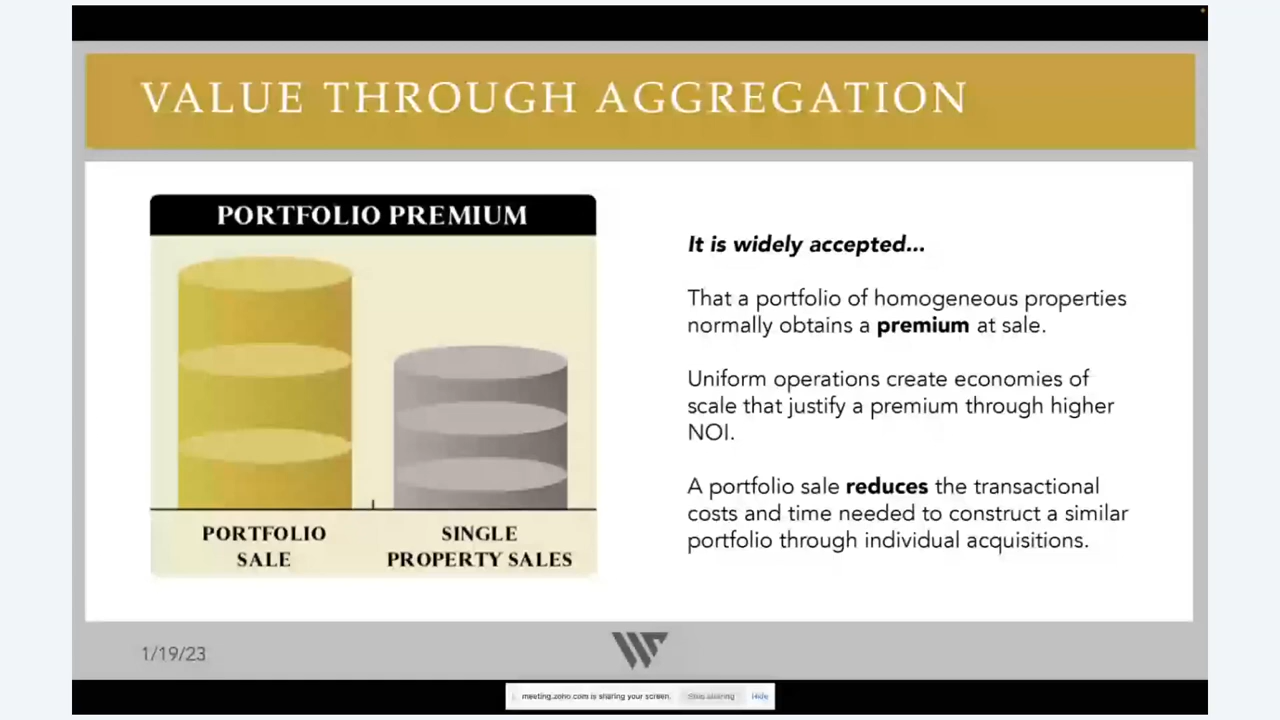 VALUE THROUGH AGGREGATION
PORTFOLIO PREMIUM
PORTFOLIO
SALE
SINGLE
PROPERTY SALES
It is widely accepted...
That a portfolio of homogeneous properties
normally obtains a premium at sale.
Uniform operations create economies of
scale that justify a premium through higher
NOI.
A portfolio sale reduces the transactional
costs and time needed to construct a similar
portfolio through individual acquisitions.
1/19/23
meeting.zoho.com is sharing your screen.
Stop sharing
Hide